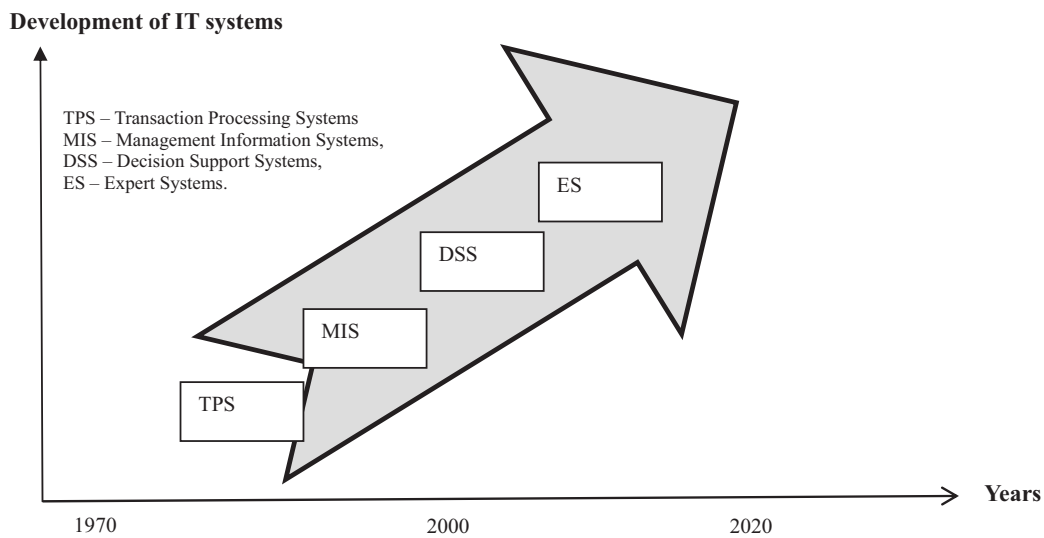 Development of IT systems
TPS – Transaction Processing Systems
MIS – Management Information Systems,
DSS – Decision Support Systems,
ES – Expert Systems.
ES
DSS
MIS
TPS
Years
1970
2000
2020